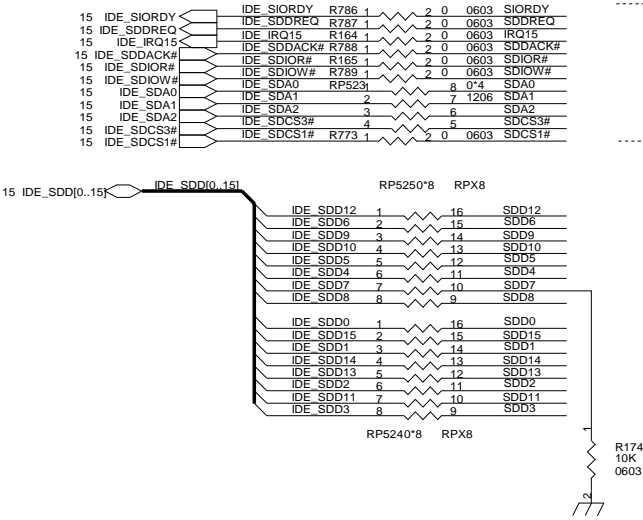 15 IDE_SIORDY IDE_SIORDY R786 1 2 0 0603 SIORDY
15 IDE_SDDREQ IDE_SDDREQ R787 1 2 0 0603 SDDREQ
15 IDE_IRQ15 IDE_IRQ15 R164 1 2 0 0603 IRQ15
15 IDE_SDDACK# IDE_SDDACK# R788 1 2 0 0603 SDDACK#
15 IDE_SDIOR# IDE_SDIOR# R165 1 2 0 0603 SDIOR#
15 IDE_SDIOW# IDE_SDIOW# R789 1 2 0 0603 SDIOW#
15 IDE_SDA0 IDE_SDA0 RP523 1 8 0*4 SDA0
15 IDE_SDA1 IDE_SDA1 2 7 1206 SDA1
15 IDE_SDA2 IDE_SDA2 3 6 SDA2
15 IDE_SDCS3# IDE_SDCS3# 4 5 SDCS3#
15 IDE_SDCS1# IDE_SDCS1# R773 1 2 0 0603 SDCS1#
15 IDE_SDD[0..15] IDE_SDD[0..15] RP5250*8 RPX8
IDE_SDD12 1 16 SDD12
IDE_SDD6 2 15 SDD6
IDE_SDD9 3 14 SDD9
IDE_SDD10 4 13 SDD10
IDE_SDD5 5 12 SDD5
IDE_SDD4 6 11 SDD4
IDE_SDD7 7 10 SDD7
IDE_SDD8 8 9 SDD8
IDE_SDD0 1 16 SDD0
IDE_SDD15 2 15 SDD15
IDE_SDD1 3 14 SDD1
IDE_SDD14 4 13 SDD14
IDE_SDD13 5 12 SDD13
IDE_SDD2 6 11 SDD2
IDE_SDD11 7 10 SDD11
IDE_SDD3 8 9 SDD3
RP5240*8 RPX8
1
R174
10K
0603
2